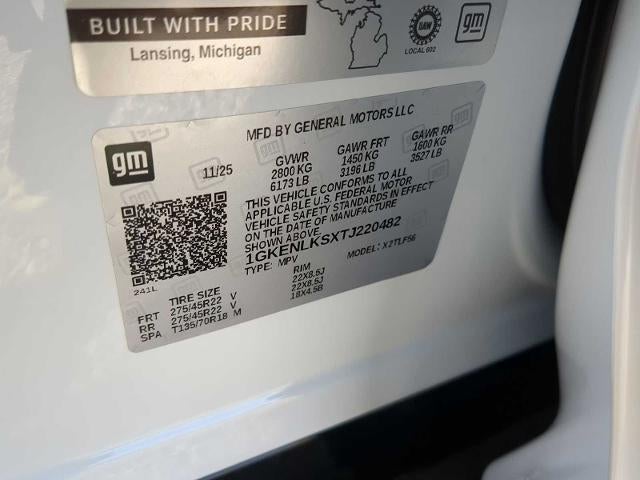 BUILT WITH PRIDE
Lansing, Michigan
UAW
LOCAL 602
gm
gm
MFD BY GENERAL MOTORS LLC
11/25
GVWR GAWR FRT GAWR RR
2800 KG 1450 KG 1600 KG
6173 LB 3196 LB 3527 LB
THIS VEHICLE CONFORMS TO ALL
APPLICABLE U.S. FEDERAL MOTOR
VEHICLE SAFETY STANDARDS IN EFFECT
ON THE DATE OF MANUFACTURE
SHOWN ABOVE.
1GKENLKSXTJ220482
TYPE: MPV MODEL: X2TLF56
241L
TIRE SIZE RIM
FRT 275/45R22 V 22X8.5J
RR 275/45R22 V 22X8.5J
SPA T135/70R18 M 18X4.5B